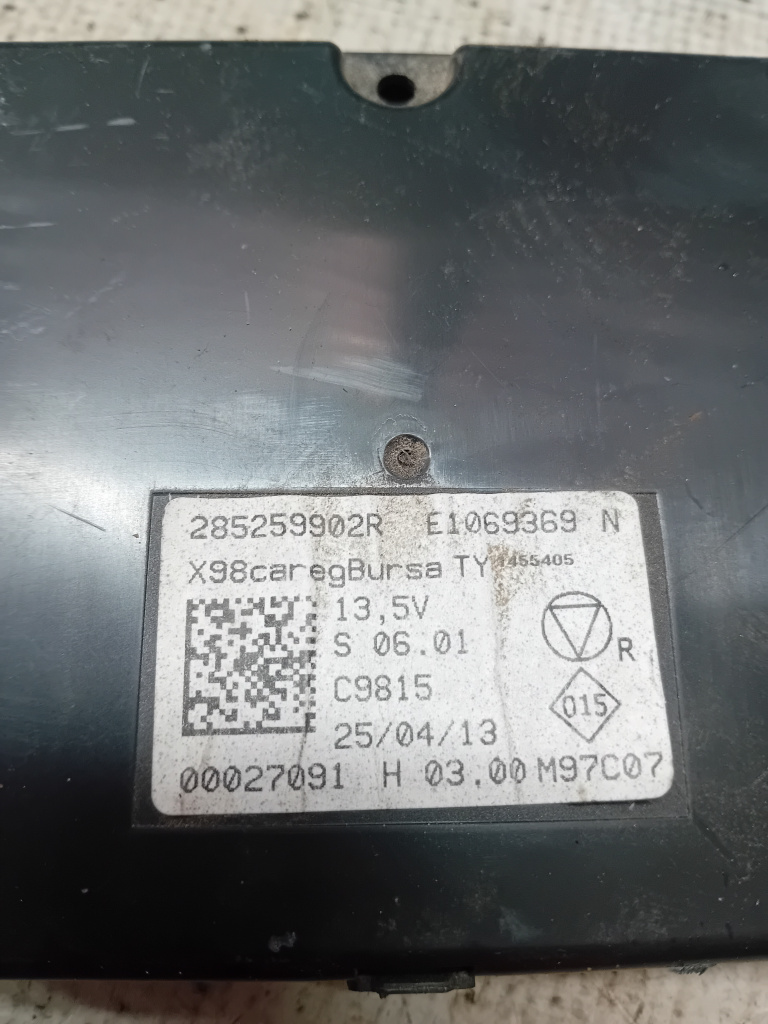 285259902R E1069369 N
X98caregBursa TY 1455405
13,5V
S 06.01
R
C9815
015
25/04/13
00027091 H 03.00 M97C07